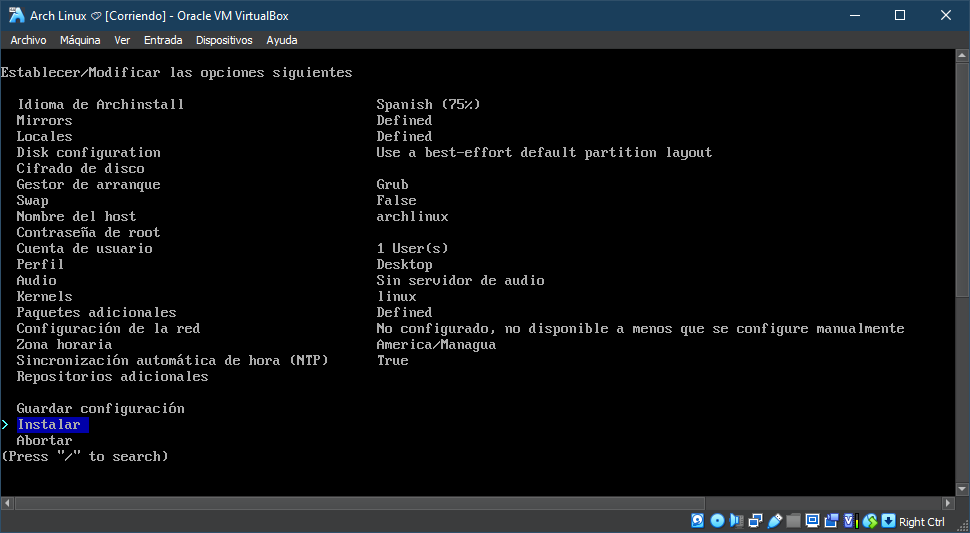 Arch Linux [Corriendo] - Oracle VM VirtualBox
Archivo Máquina Ver Entrada Dispositivos Ayuda
Establecer/Modificar las opciones siguientes
Idioma de Archinstall Spanish (75%)
Mirrors Defined
Locales Defined
Disk configuration Use a best-effort default partition layout
Cifrado de disco
Gestor de arranque Grub
Swap False
Nombre del host archlinux
Contraseña de root
Cuenta de usuario 1 User(s)
Perfil Desktop
Audio Sin servidor de audio
Kernels linux
Paquetes adicionales Defined
Configuración de la red No configurado, no disponible a menos que se configure manualmente
Zona horaria America/Managua
Sincronización automática de hora (NTP) True
Repositorios adicionales
Guardar configuración
> Instalar
Abortar
(Press "/" to search)
Right Ctrl